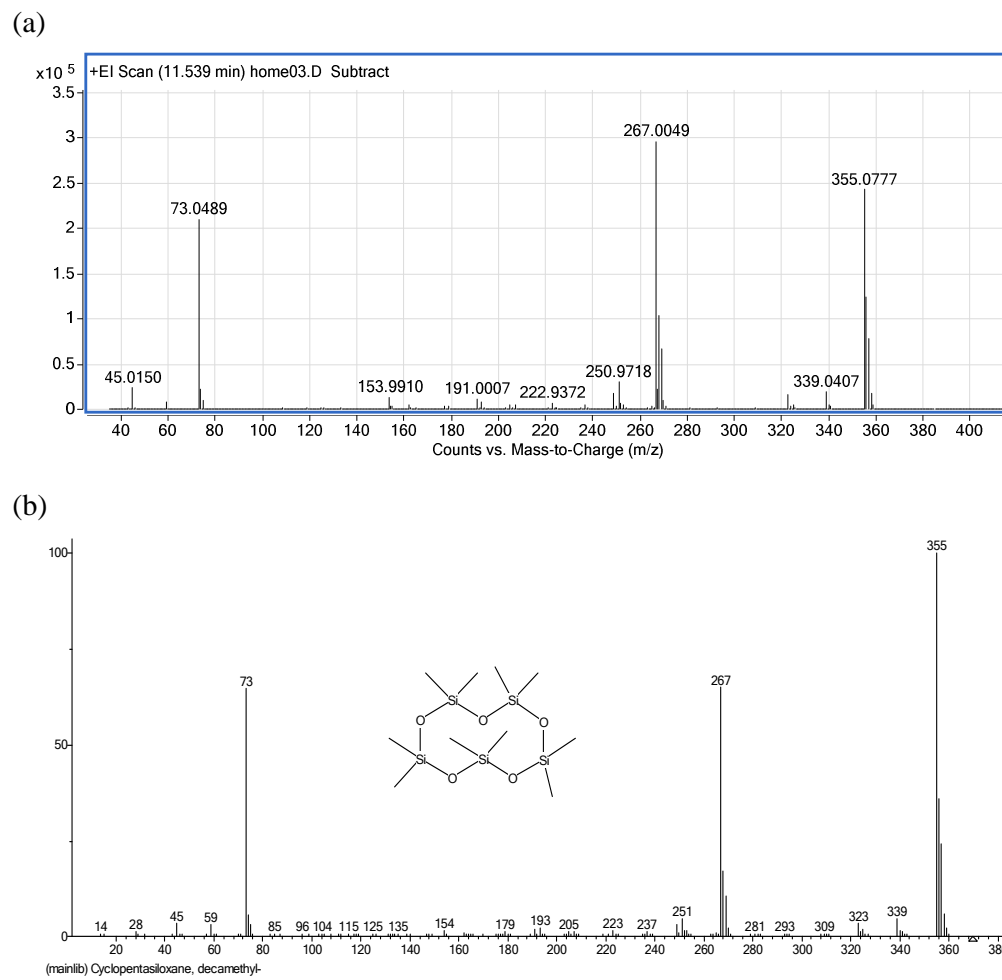 (a)
+EI Scan (11.539 min) home03.D Subtract
x10 5
3.5
3
2.5
2
1.5
1
0.5
0
267.0049
355.0777
73.0489
45.0150
153.9910
191.0007
222.9372
250.9718
339.0407
40 60 80 100 120 140 160 180 200 220 240 260 280 300 320 340 360 380 400
Counts vs. Mass-to-Charge (m/z)
(b)
100
50
0
355
73
267
Si Si
O O O
Si Si Si
O O
14 28 45 59 85 96 104 115 125 135 154 179 193 205 223 237 251 281 293 309 323 339
20 40 60 80 100 120 140 160 180 200 220 240 260 280 300 320 340 360
(mainlib) Cyclopentasiloxane, decamethyl-